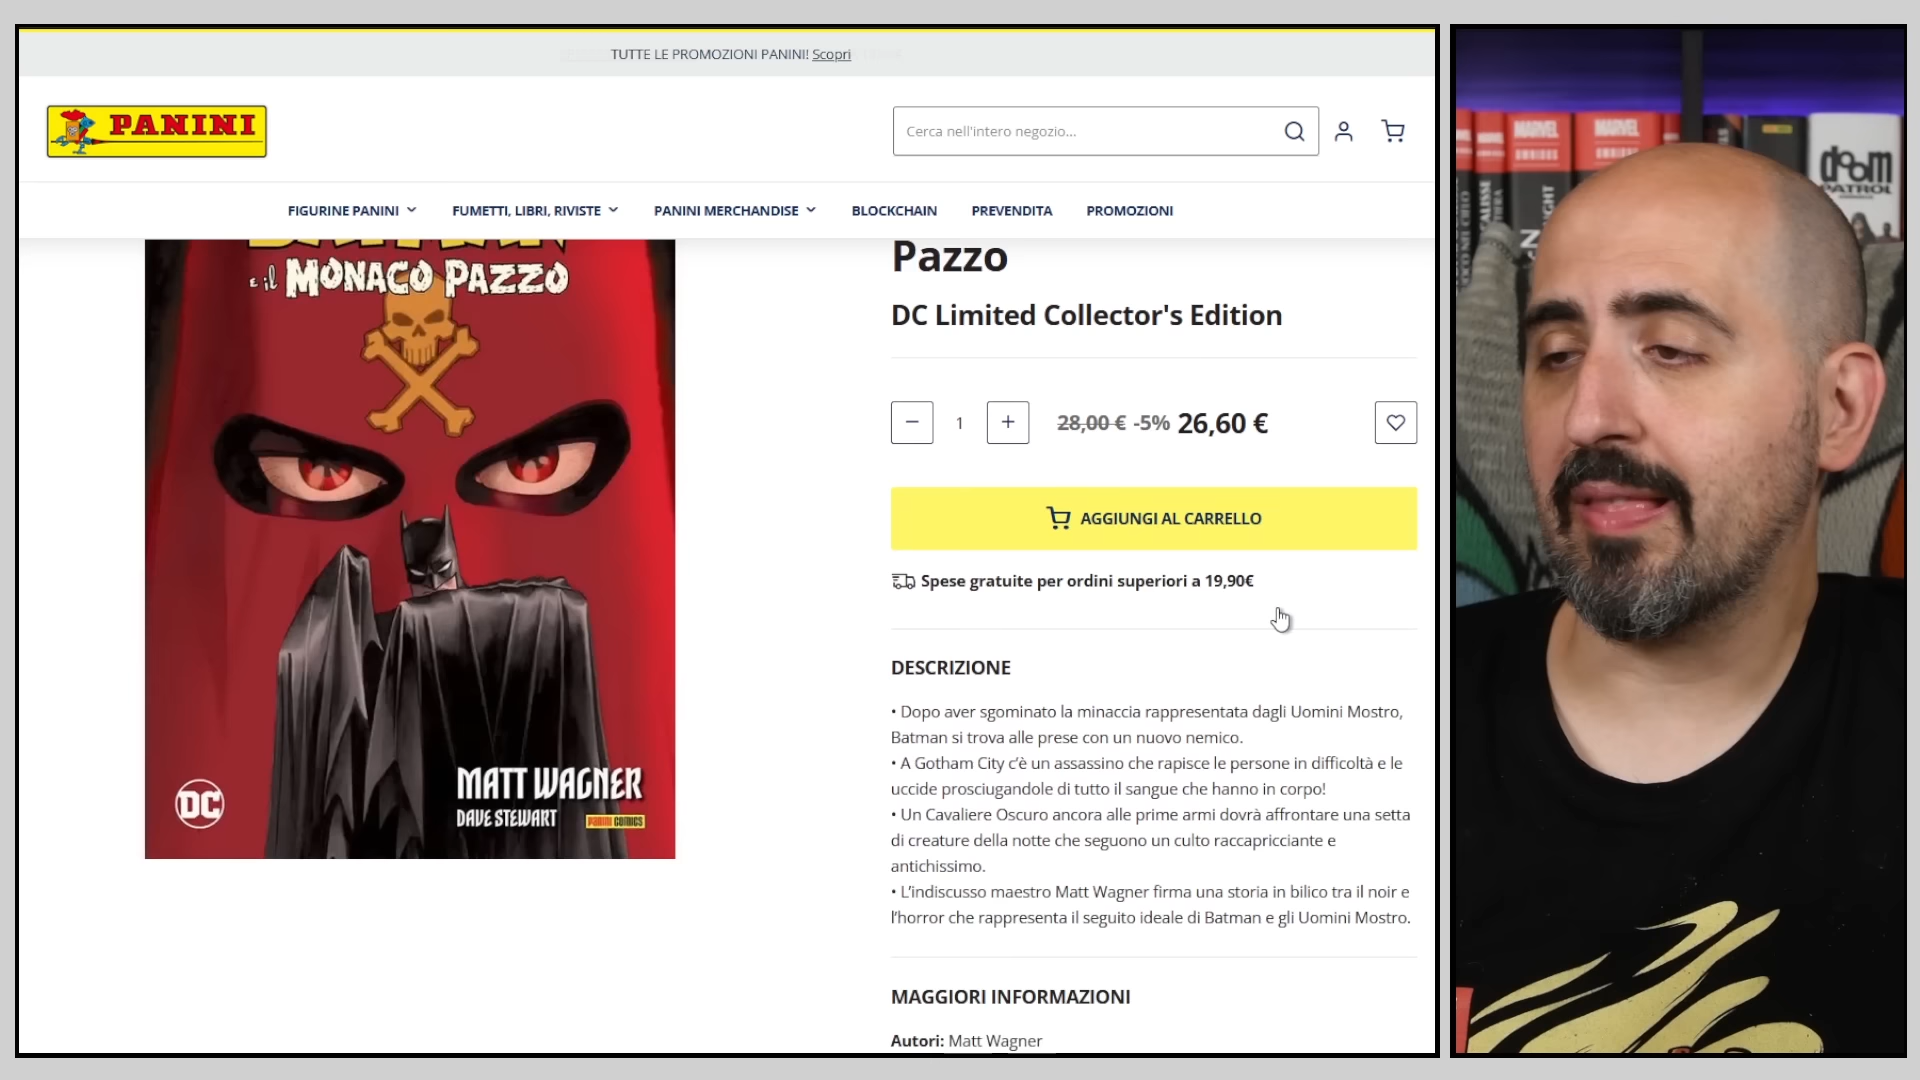 TUTTE LE PROMOZIONI PANINI! Scopri
PANINI
Cerca nell'intero negozio...
FIGURINE PANINI
FUMETTI, LIBRI, RIVISTE
PANINI MERCHANDISE
BLOCKCHAIN
PREVENDITA
PROMOZIONI
BATMAN
E il MONACO PAZZO
MATT WAGNER
DAVE STEWART
PANINI COMICS
DC
Pazzo
DC Limited Collector's Edition
1
28,00 € -5% 26,60 €
AGGIUNGI AL CARRELLO
Spese gratuite per ordini superiori a 19,90€
DESCRIZIONE
• Dopo aver sgominato la minaccia rappresentata dagli Uomini Mostro,
Batman si trova alle prese con un nuovo nemico.
• A Gotham City c'è un assassino che rapisce le persone in difficoltà e le
uccide prosciugandole di tutto il sangue che hanno in corpo!
• Un Cavaliere Oscuro ancora alle prime armi dovrà affrontare una setta
di creature della notte che seguono un culto raccapricciante e
antichissimo.
• L'indiscusso maestro Matt Wagner firma una storia in bilico tra il noir e
l'horror che rappresenta il seguito ideale di Batman e gli Uomini Mostro.
MAGGIORI INFORMAZIONI
Autori: Matt Wagner
MARVEL
OMNIBUS
MARVEL
OMNIBUS
doom
PATROL